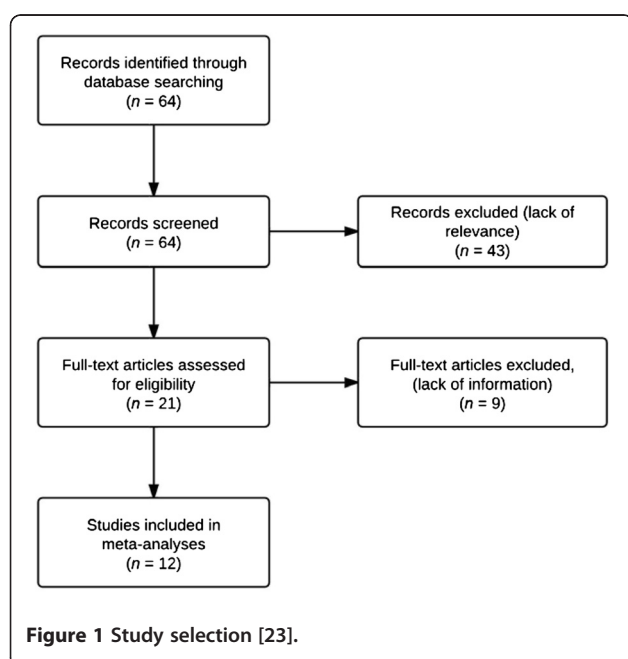 Records identified through
database searching
(n = 64)
Records screened
(n = 64)
Records excluded (lack of
relevance)
(n = 43)
Full-text articles assessed
for eligibility
(n = 21)
Full-text articles excluded,
(lack of information)
(n = 9)
Studies included in
meta-analyses
(n = 12)
Figure 1 Study selection [23].